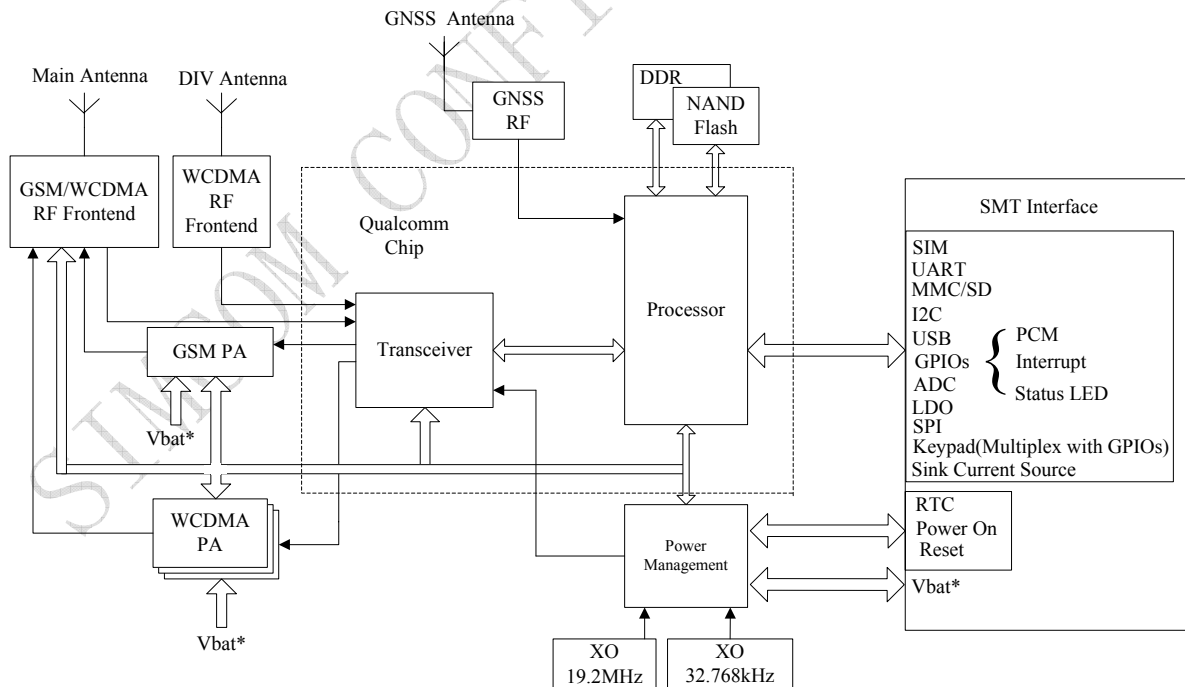 GNSS Antenna
Main Antenna
DIV Antenna
GNSS
RF
DDR
NAND
Flash
GSM/WCDMA
RF Frontend
WCDMA
RF
Frontend
Qualcomm
Chip
Processor
Transceiver
GSM PA
Vbat*
WCDMA
PA
Vbat*
Power
Management
XO
19.2MHz
XO
32.768kHz
SMT Interface
SIM
UART
MMC/SD
I2C
USB
GPIOs
ADC
LDO
SPI
Keypad(Multiplex with GPIOs)
Sink Current Source
{
PCM
Interrupt
Status LED
RTC
Power On
Reset
Vbat*
SIMCOM CONF